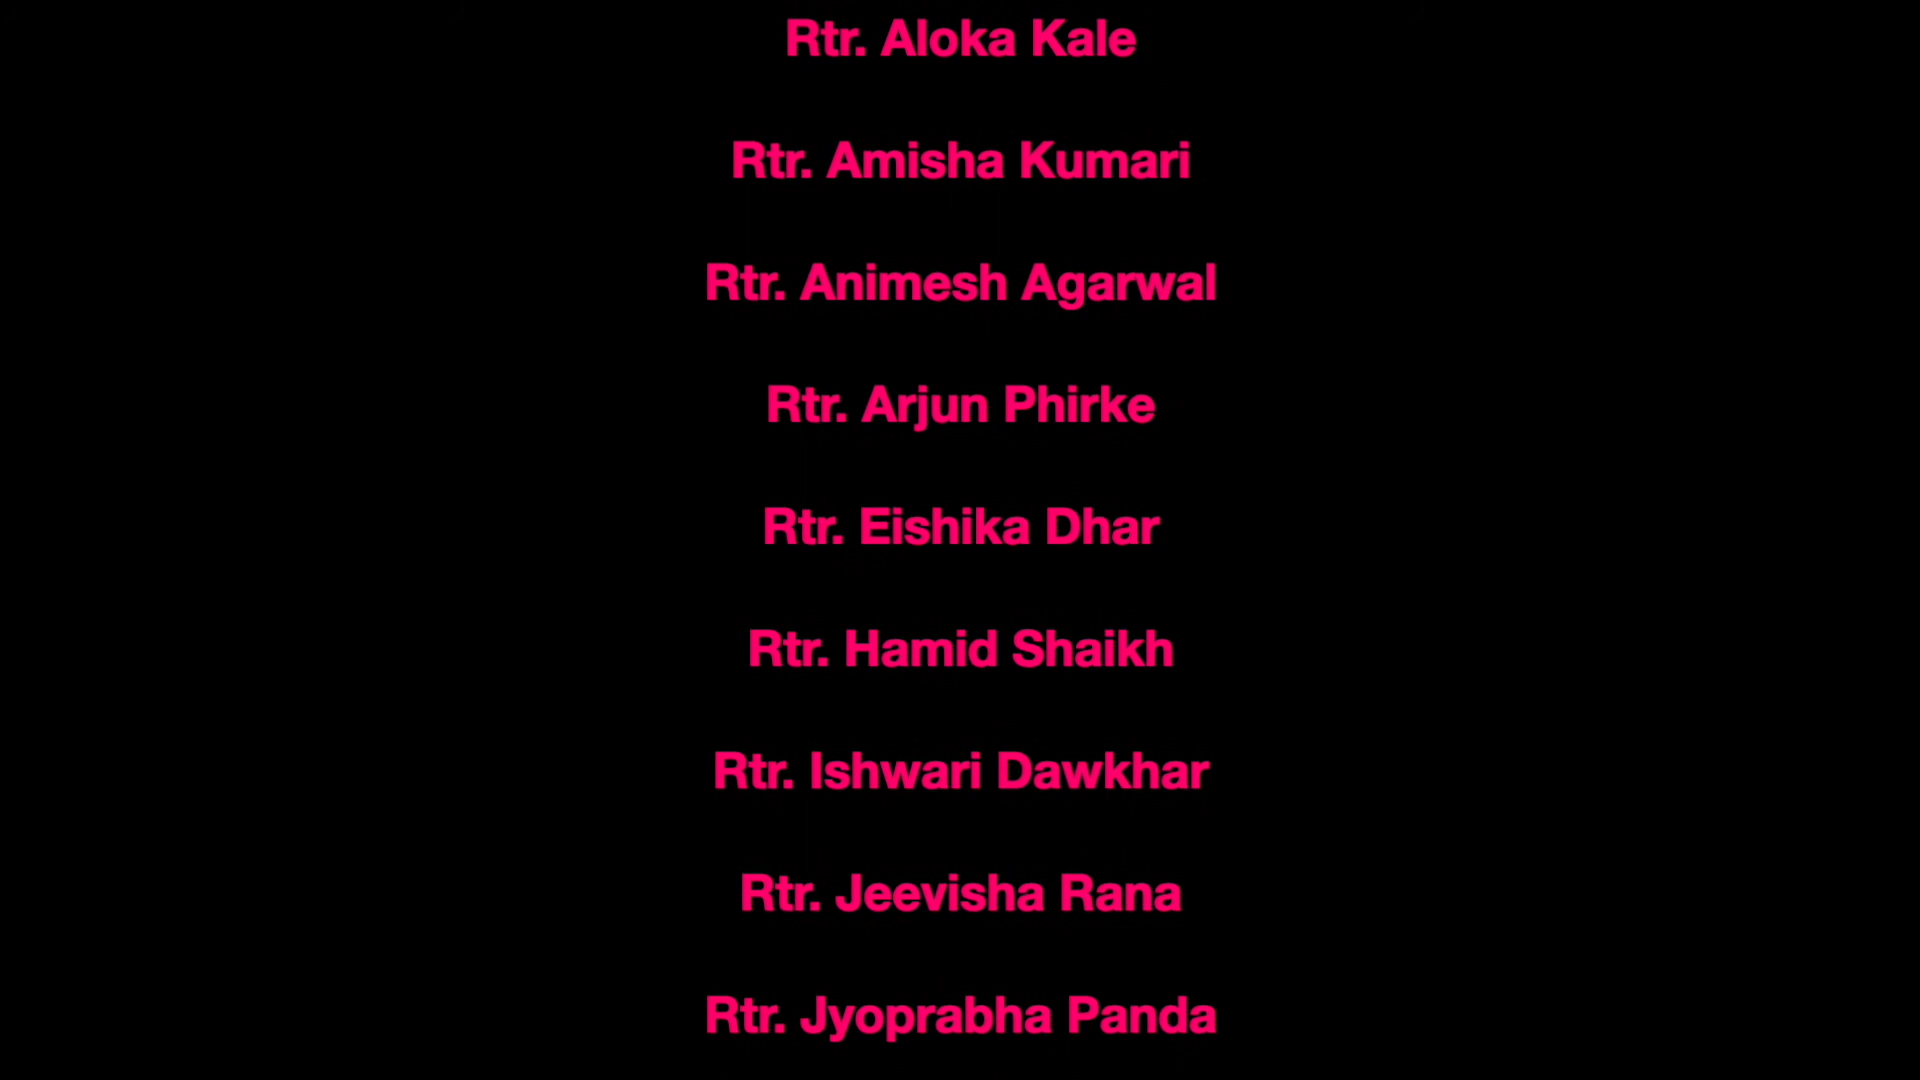 Rtr. Aloka Kale
Rtr. Amisha Kumari
Rtr. Animesh Agarwal
Rtr. Arjun Phirke
Rtr. Eishika Dhar
Rtr. Hamid Shaikh
Rtr. Ishwari Dawkhar
Rtr. Jeevisha Rana
Rtr. Jyoprabha Panda